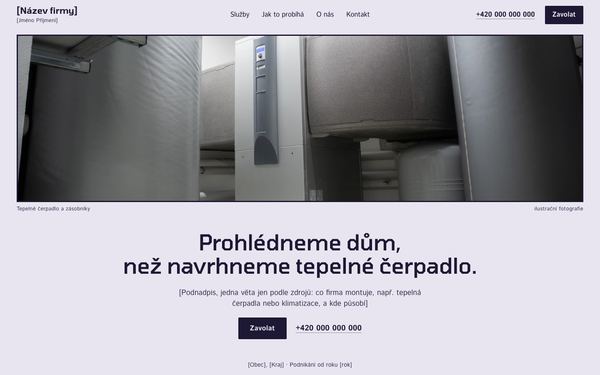 [Název firmy]
[Jméno Příjmení]
Služby
Jak to probíhá
O nás
Kontakt
+420 000 000 000
Zavolat
Tepelné čerpadlo a zásobníky
ilustrační fotografie
Prohlédneme dům,
než navrhneme tepelné čerpadlo.
[Podnadpis, jedna věta jen podle zdrojů: co firma montuje, např. tepelná
čerpadla nebo klimatizace, a kde působí]
Zavolat
+420 000 000 000
[Obec], [Kraj] · Podnikání od roku [rok]